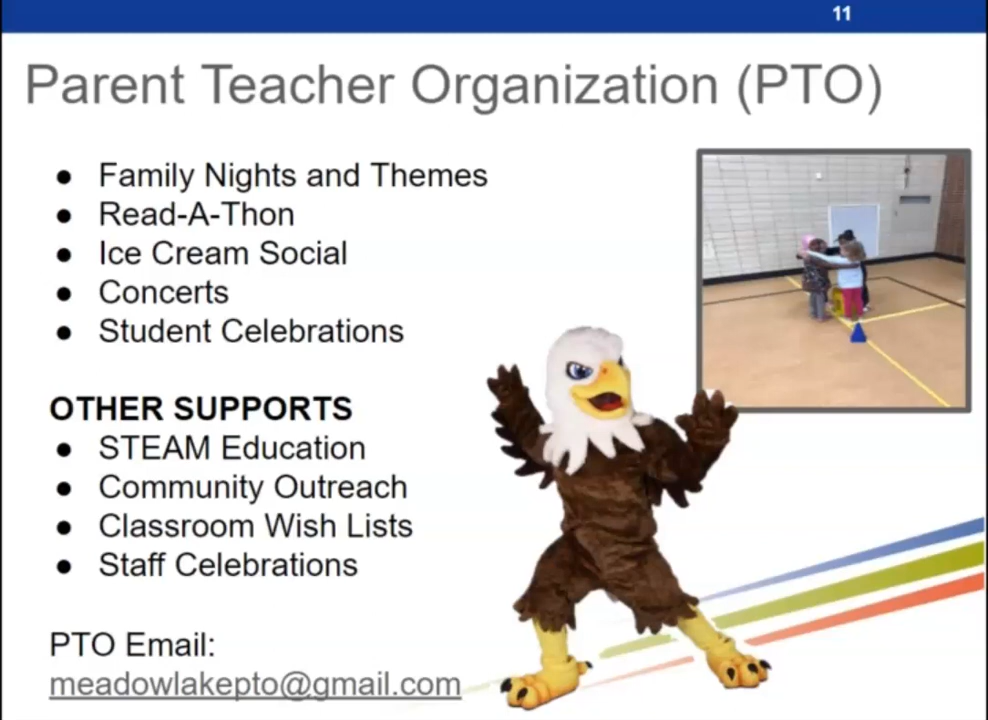 11
Parent Teacher Organization (PTO)
● Family Nights and Themes
● Read-A-Thon
● Ice Cream Social
● Concerts
● Student Celebrations
OTHER SUPPORTS
● STEAM Education
● Community Outreach
● Classroom Wish Lists
● Staff Celebrations
PTO Email:
meadowlakepto@gmail.com